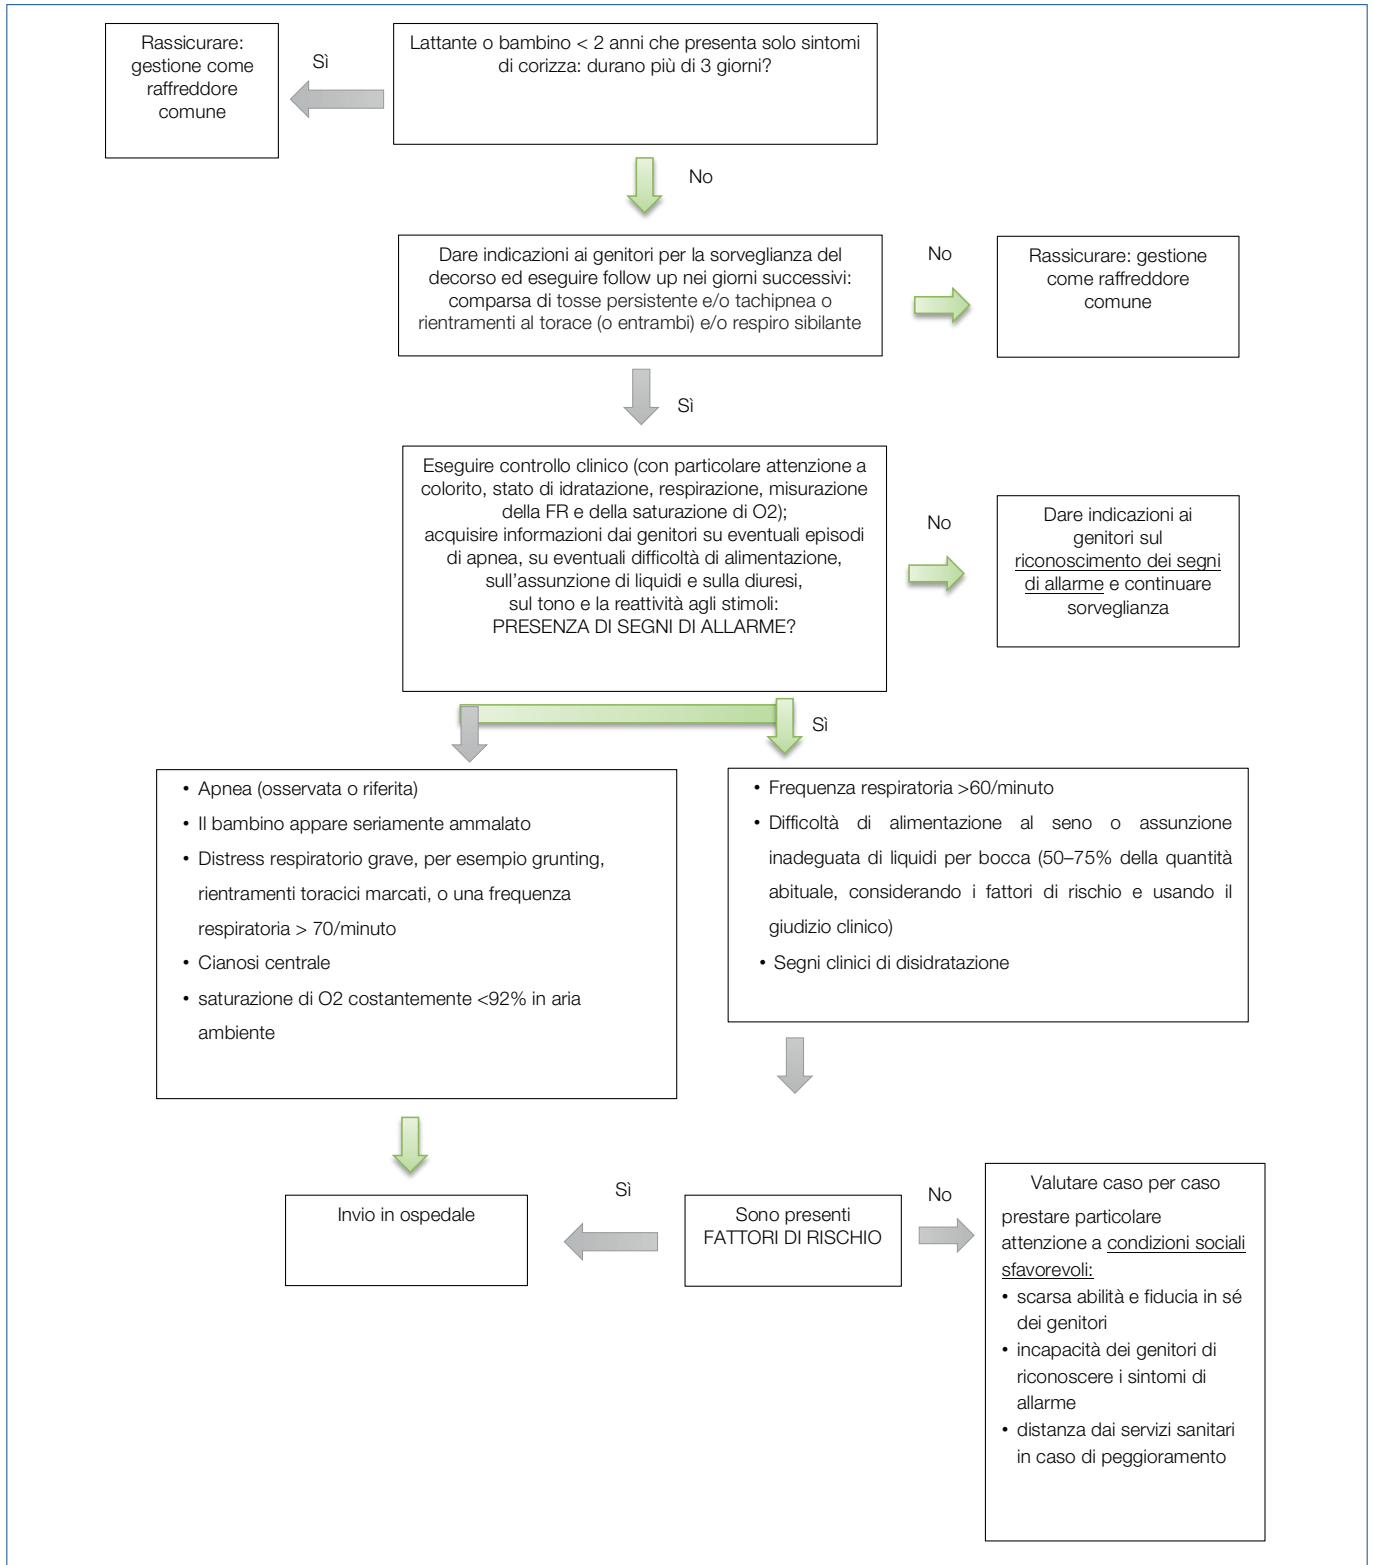 Rassicurare:
gestione come
raffreddore
comune
Sì
Lattante o bambino < 2 anni che presenta solo sintomi
di corizza: durano più di 3 giorni?
No
Dare indicazioni ai genitori per la sorveglianza del
decorso ed eseguire follow up nei giorni successivi:
comparsa di tosse persistente e/o tachipnea o
rientramenti al torace (o entrambi) e/o respiro sibilante
No
Rassicurare: gestione
come raffreddore
comune
Sì
Eseguire controllo clinico (con particolare attenzione a
colorito, stato di idratazione, respirazione, misurazione
della FR e della saturazione di O2);
acquisire informazioni dai genitori su eventuali episodi
di apnea, su eventuali difficoltà di alimentazione,
sull'assunzione di liquidi e sulla diuresi,
sul tono e la reattività agli stimoli:
PRESENZA DI SEGNI DI ALLARME?
No
Dare indicazioni ai
genitori sul
riconoscimento dei segni
di allarme e continuare
sorveglianza
Sì
• Apnea (osservata o riferita)
• Il bambino appare seriamente ammalato
• Distress respiratorio grave, per esempio grunting,
rientramenti toracici marcati, o una frequenza
respiratoria > 70/minuto
• Cianosi centrale
• saturazione di O2 costantemente <92% in aria
ambiente
• Frequenza respiratoria >60/minuto
• Difficoltà di alimentazione al seno o assunzione
inadeguata di liquidi per bocca (50–75% della quantità
abituale, considerando i fattori di rischio e usando il
giudizio clinico)
• Segni clinici di disidratazione
Invio in ospedale
Sì
Sono presenti
FATTORI DI RISCHIO
No
Valutare caso per caso
prestare particolare
attenzione a condizioni sociali
sfavorevoli:
• scarsa abilità e fiducia in sé
dei genitori
• incapacità dei genitori di
riconoscere i sintomi di
allarme
• distanza dai servizi sanitari
in caso di peggioramento